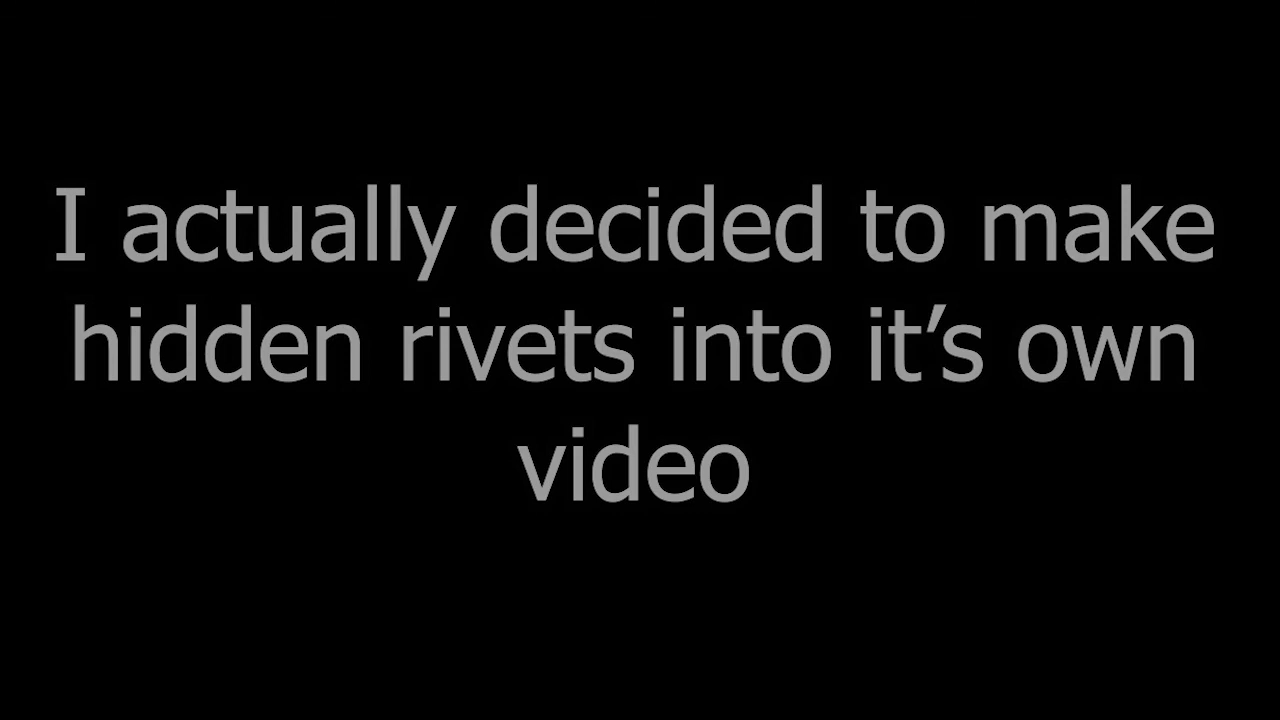 I actually decided to make
hidden rivets into it’s own
video